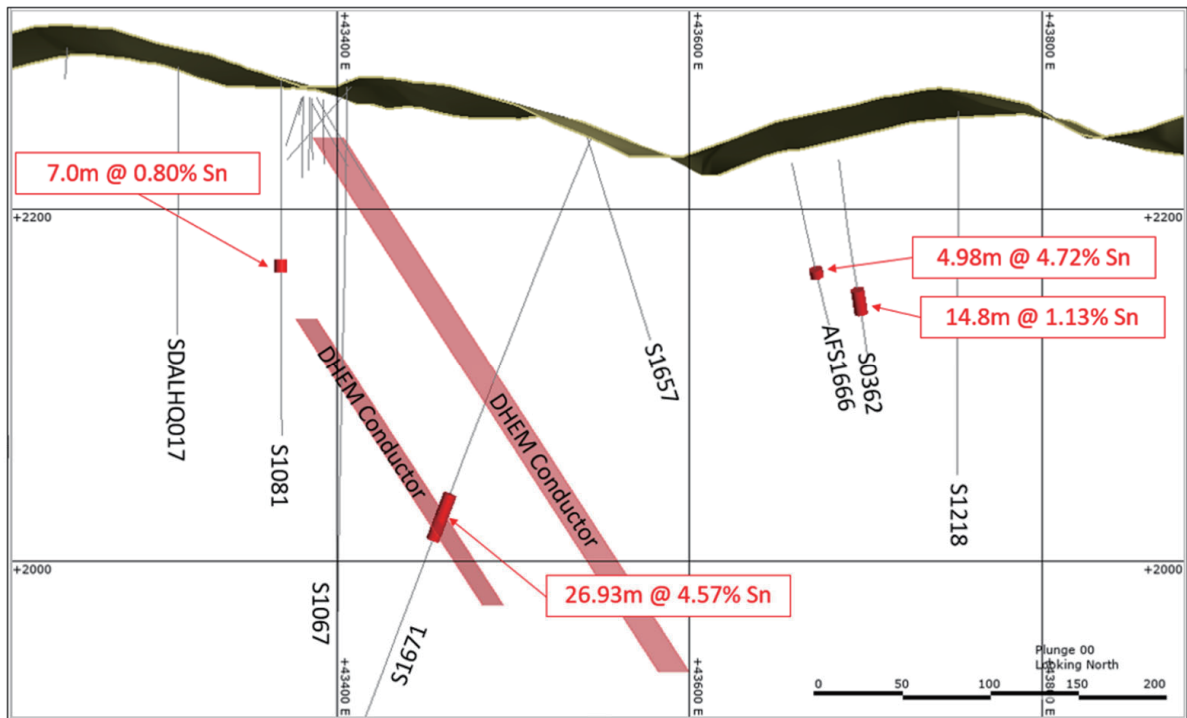 +43400 E
+43600 E
+43800 E
7.0m @ 0.80% Sn
+2200
+2200
4.98m @ 4.72% Sn
14.8m @ 1.13% Sn
SDALHQ017
S1081
DHEM Conductor
DHEM Conductor
S1657
AFS1666
S0362
S1218
+2000
+2000
26.93m @ 4.57% Sn
S1067
S1671
+43400 E
+43600 E
+43800 E
Plunge 00
Looking North
0 50 100 150 200